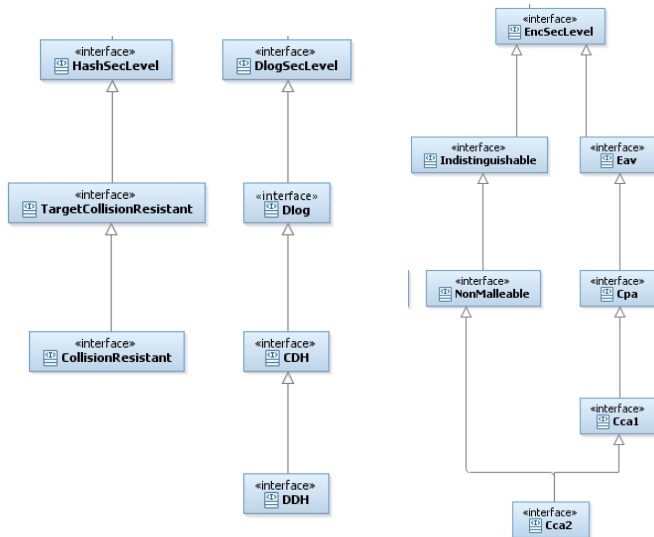 «interface»
EncSecLevel
«interface»
HashSecLevel
«interface»
DlogSecLevel
«interface»
Indistinguishable
«interface»
Eav
«interface»
TargetCollisionResistant
«interface»
Dlog
«interface»
NonMalleable
«interface»
Cpa
«interface»
CollisionResistant
«interface»
CDH
«interface»
Cca1
«interface»
DDH
«interface»
Cca2